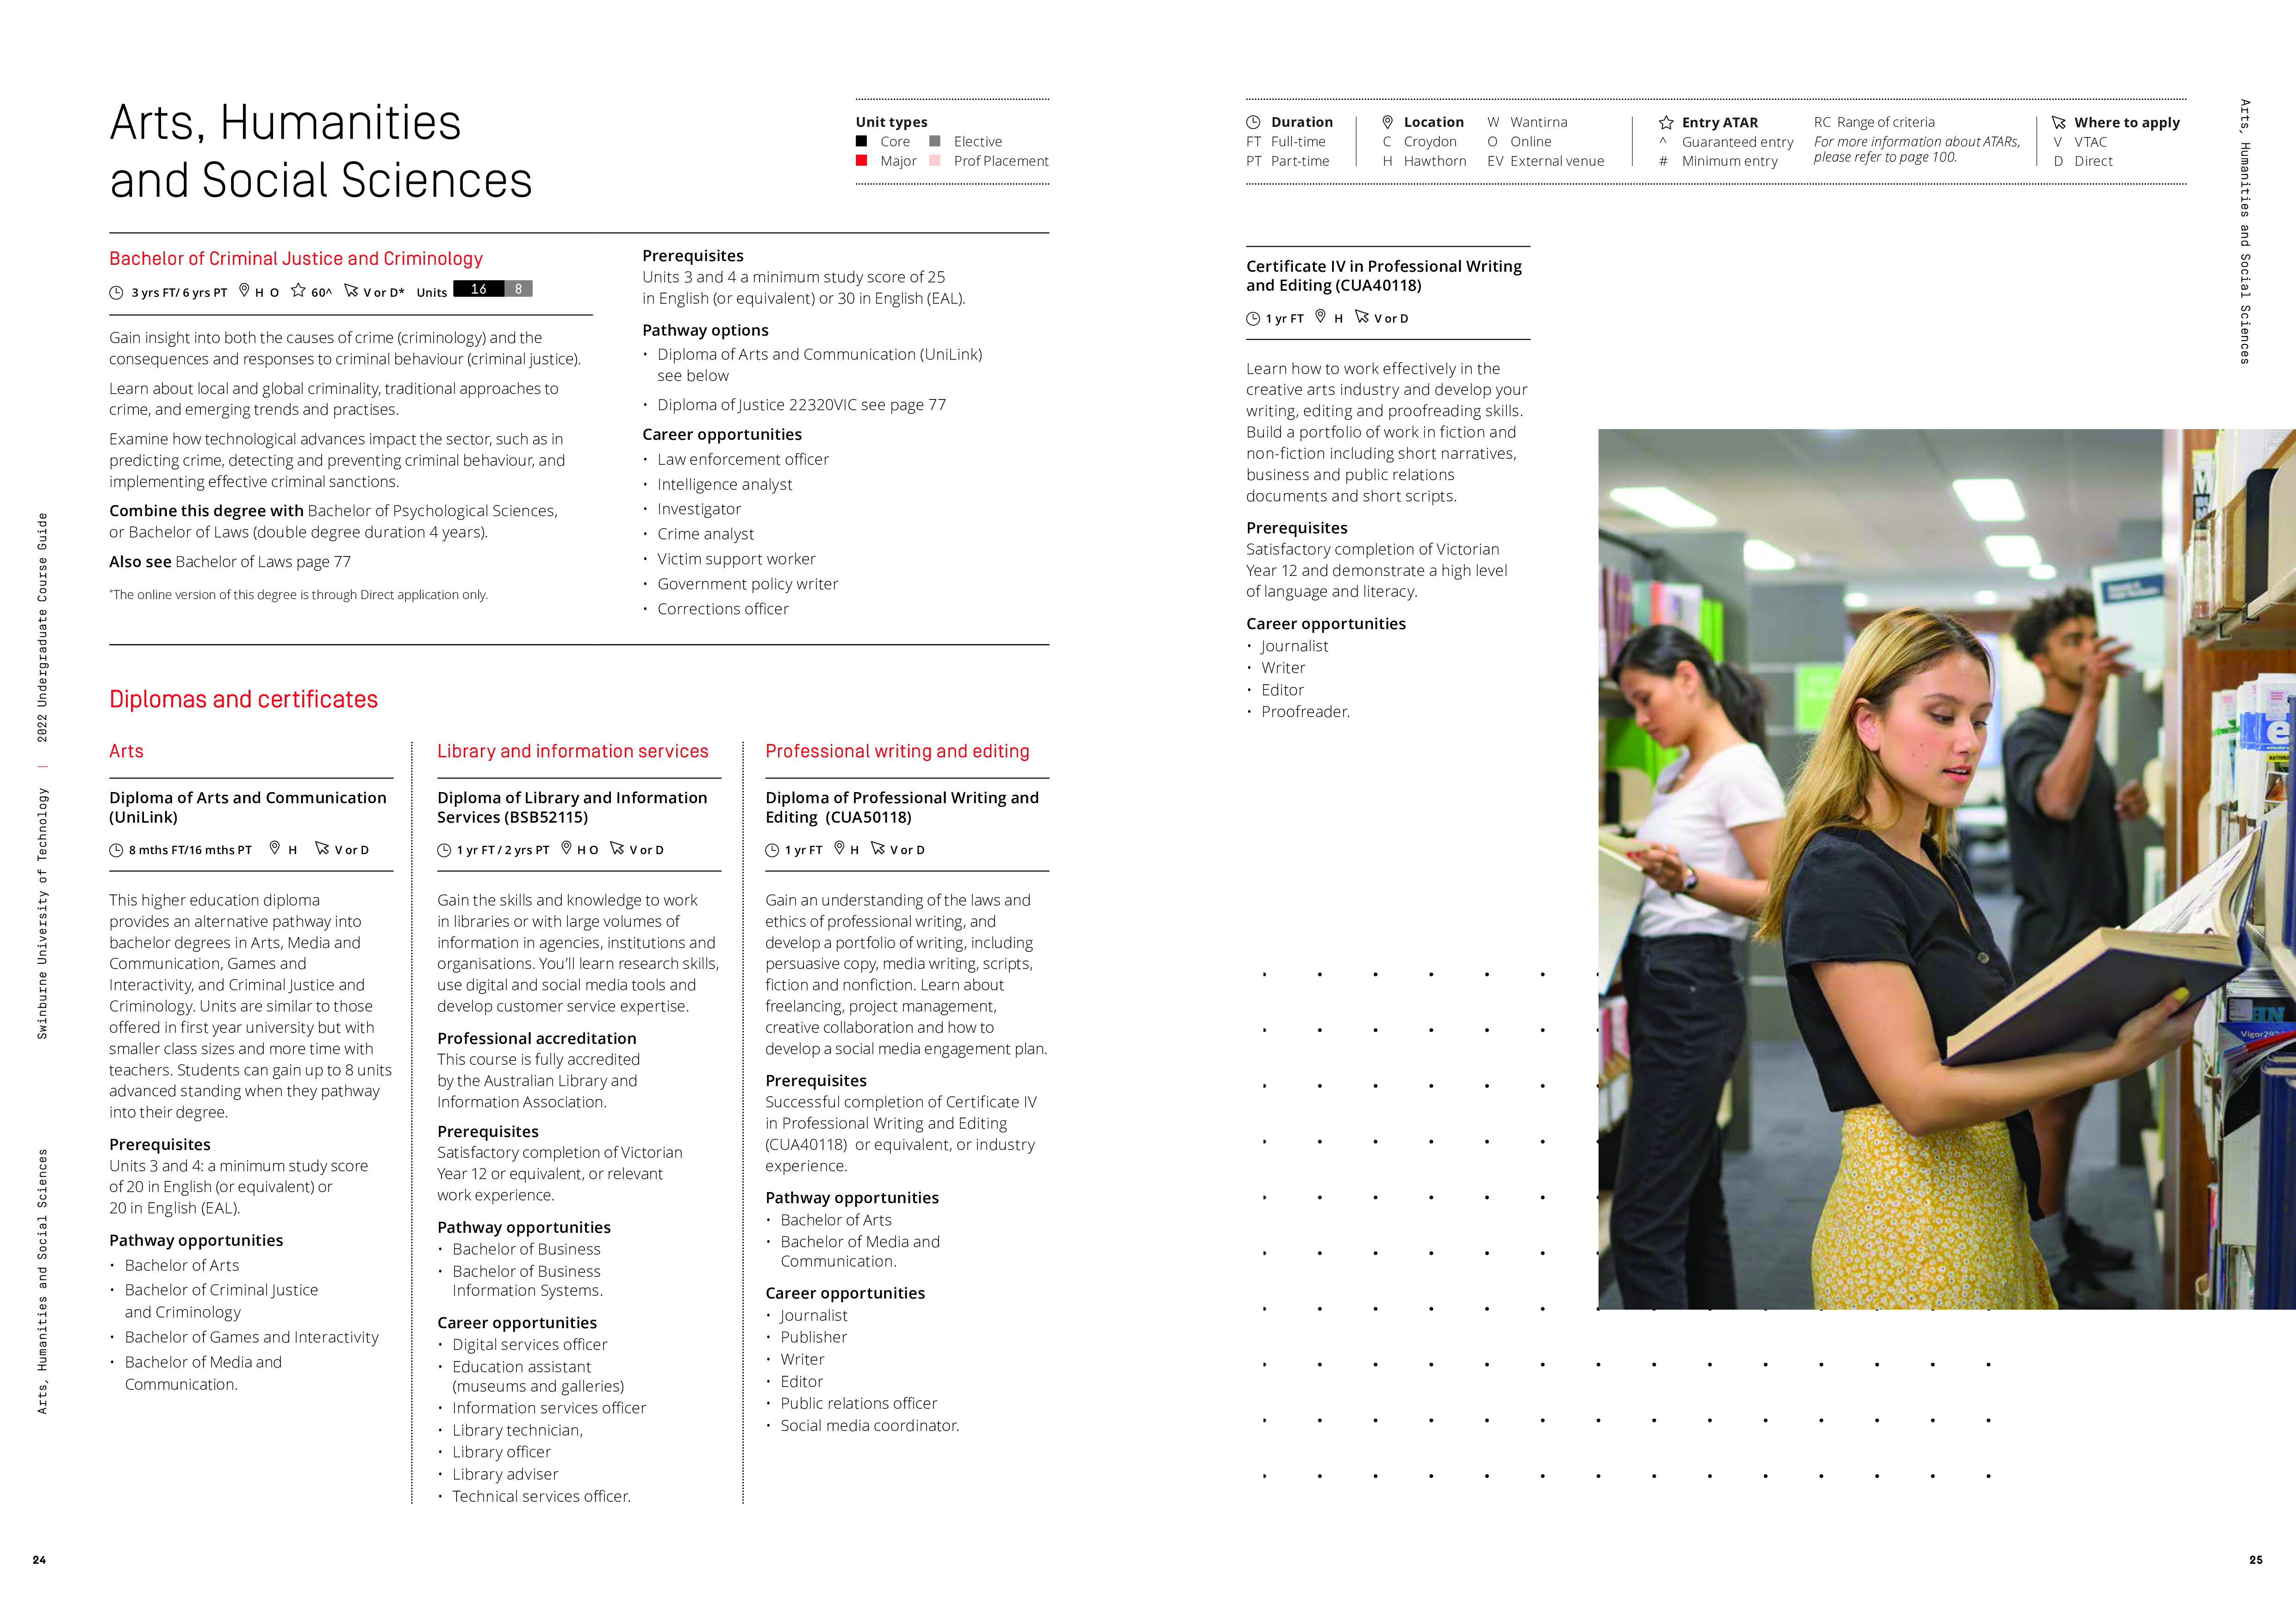 Arts, Humanities
and Social Sciences
Unit types
Core
Elective
Major
Prof Placement
Bachelor of Criminal Justice and Criminology
3 yrs FT/ 6 yrs PT H O 60^ V or D* Units 16 8
Gain insight into both the causes of crime (criminology) and the
consequences and responses to criminal behaviour (criminal justice).
Learn about local and global criminality, traditional approaches to
crime, and emerging trends and practises.
Examine how technological advances impact the sector, such as in
predicting crime, detecting and preventing criminal behaviour, and
implementing effective criminal sanctions.
Combine this degree with Bachelor of Psychological Sciences,
or Bachelor of Laws (double degree duration 4 years).
Also see Bachelor of Laws page 77
*The online version of this degree is through Direct application only.
Prerequisites
Units 3 and 4 a minimum study score of 25
in English (or equivalent) or 30 in English (EAL).
Pathway options
• Diploma of Arts and Communication (UniLink)
see below
• Diploma of Justice 22320VIC see page 77
Career opportunities
• Law enforcement officer
• Intelligence analyst
• Investigator
• Crime analyst
• Victim support worker
• Government policy writer
• Corrections officer
Diplomas and certificates
Arts
Diploma of Arts and Communication
(UniLink)
8 mths FT/16 mths PT H V or D
This higher education diploma
provides an alternative pathway into
bachelor degrees in Arts, Media and
Communication, Games and
Interactivity, and Criminal Justice and
Criminology. Units are similar to those
offered in first year university but with
smaller class sizes and more time with
teachers. Students can gain up to 8 units
advanced standing when they pathway
into their degree.
Prerequisites
Units 3 and 4: a minimum study score
of 20 in English (or equivalent) or
20 in English (EAL).
Pathway opportunities
• Bachelor of Arts
• Bachelor of Criminal Justice
and Criminology
• Bachelor of Games and Interactivity
• Bachelor of Media and
Communication.
Library and information services
Diploma of Library and Information
Services (BSB52115)
1 yr FT / 2 yrs PT H O V or D
Gain the skills and knowledge to work
in libraries or with large volumes of
information in agencies, institutions and
organisations. You’ll learn research skills,
use digital and social media tools and
develop customer service expertise.
Professional accreditation
This course is fully accredited
by the Australian Library and
Information Association.
Prerequisites
Satisfactory completion of Victorian
Year 12 or equivalent, or relevant
work experience.
Pathway opportunities
• Bachelor of Business
• Bachelor of Business
Information Systems.
Career opportunities
• Digital services officer
• Education assistant
(museums and galleries)
• Information services officer
• Library technician,
• Library officer
• Library adviser
• Technical services officer.
Professional writing and editing
Diploma of Professional Writing and
Editing (CUA50118)
1 yr FT H V or D
Gain an understanding of the laws and
ethics of professional writing, and
develop a portfolio of writing, including
persuasive copy, media writing, scripts,
fiction and nonfiction. Learn about
freelancing, project management,
creative collaboration and how to
develop a social media engagement plan.
Prerequisites
Successful completion of Certificate IV
in Professional Writing and Editing
(CUA40118) or equivalent, or industry
experience.
Pathway opportunities
• Bachelor of Arts
• Bachelor of Media and
Communication.
Career opportunities
• Journalist
• Publisher
• Writer
• Editor
• Public relations officer
• Social media coordinator.
Swinburne University of Technology | 2022 Undergraduate Course Guide
Arts, Humanities and Social Sciences
24
Duration
FT Full-time
PT Part-time
Location
C Croydon
H Hawthorn
W Wantirna
O Online
EV External venue
Entry ATAR
^ Guaranteed entry
# Minimum entry
RC Range of criteria
For more information about ATARs,
please refer to page 100.
Where to apply
V VTAC
D Direct
Certificate IV in Professional Writing
and Editing (CUA40118)
1 yr FT H V or D
Learn how to work effectively in the
creative arts industry and develop your
writing, editing and proofreading skills.
Build a portfolio of work in fiction and
non-fiction including short narratives,
business and public relations
documents and short scripts.
Prerequisites
Satisfactory completion of Victorian
Year 12 and demonstrate a high level
of language and literacy.
Career opportunities
• Journalist
• Writer
• Editor
• Proofreader.
Arts, Humanities and Social Sciences
25